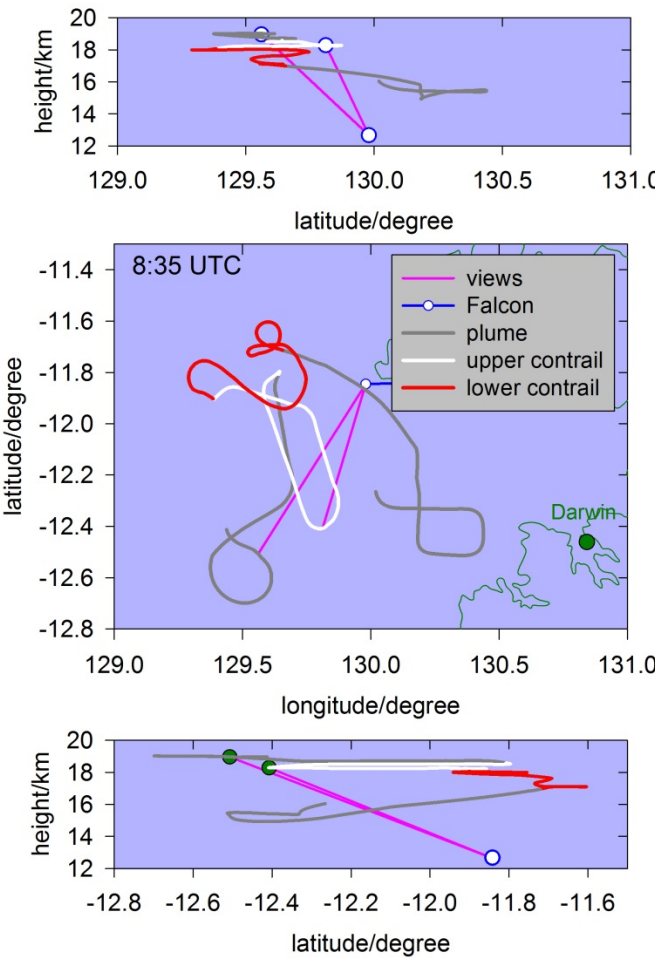 height/km
20
18
16
14
12
129.0 129.5 130.0 130.5 131.0
latitude/degree
8:35 UTC
views
Falcon
plume
upper contrail
lower contrail
Darwin
latitude/degree
-11.4
-11.6
-11.8
-12.0
-12.2
-12.4
-12.6
-12.8
129.0 129.5 130.0 130.5 131.0
longitude/degree
height/km
20
18
16
14
12
-12.8 -12.6 -12.4 -12.2 -12.0 -11.8 -11.6
latitude/degree